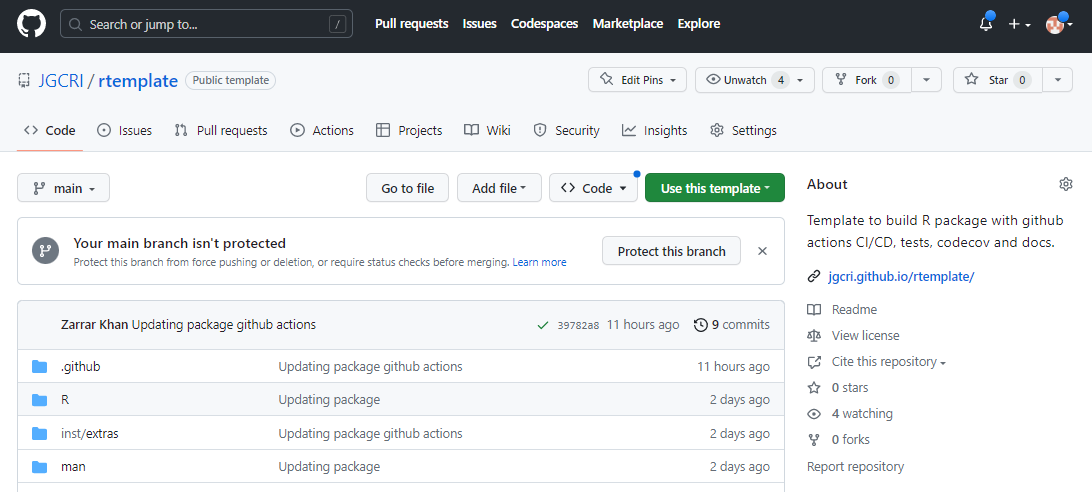 Search or jump to... / Pull requests Issues Codespaces Marketplace Explore
JGCRI / rtemplate Public template Edit Pins Unwatch 4 Fork 0 Star 0
Code Issues Pull requests Actions Projects Wiki Security Insights Settings
main Go to file Add file Code Use this template
Your main branch isn't protected
Protect this branch from force pushing or deletion, or require status checks before merging. Learn more
Protect this branch
Zarrar Khan Updating package github actions 39782a8 11 hours ago 9 commits
.github Updating package github actions 11 hours ago
R Updating package 2 days ago
inst/extras Updating package github actions 2 days ago
man Updating package 2 days ago
About
Template to build R package with github
actions CI/CD, tests, codecov and docs.
jgcri.github.io/rtemplate/
Readme
View license
Cite this repository
0 stars
4 watching
0 forks
Report repository